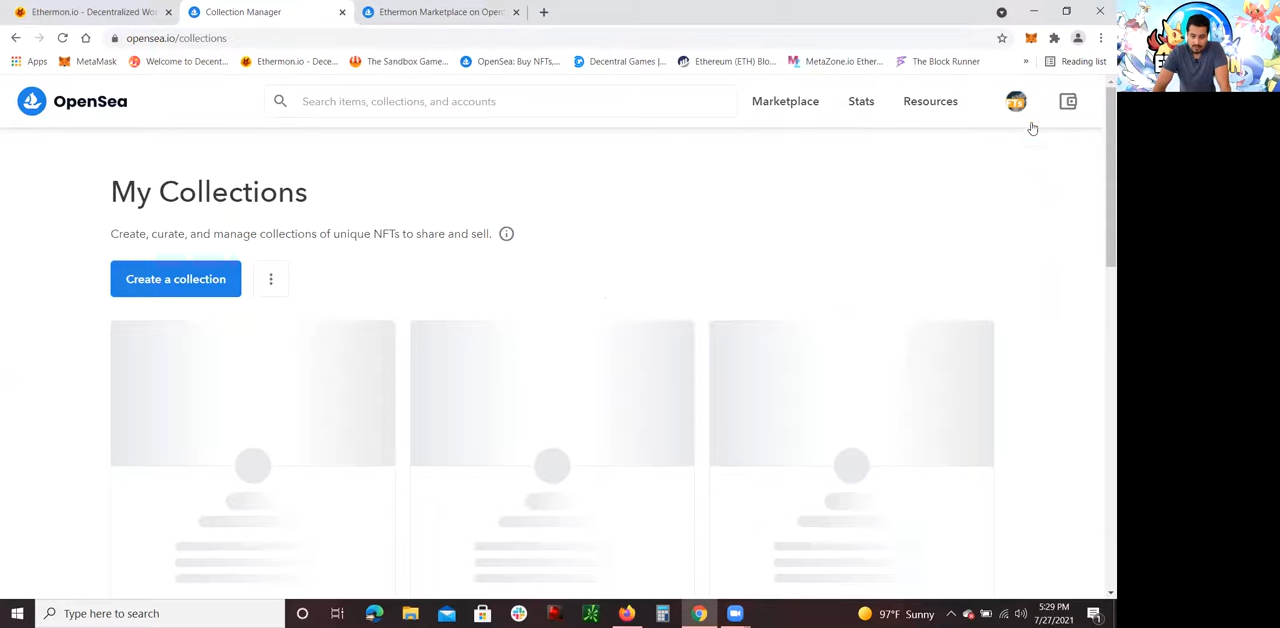 Ethermon.io - Decentralized Wo
Collection Manager
Ethermon Marketplace on Open
opensea.io/collections
Apps
MetaMask
Welcome to Decent...
Ethermon.io - Dece...
The Sandbox Game...
OpenSea: Buy NFTs,...
Decentral Games |...
Ethereum (ETH) Blo...
MetaZone.io Ether...
The Block Runner
»
Reading list
OpenSea
Search items, collections, and accounts
Marketplace
Stats
Resources
My Collections
Create, curate, and manage collections of unique NFTs to share and sell.
Create a collection
Type here to search
97°F Sunny
5:29 PM
7/27/2021
1